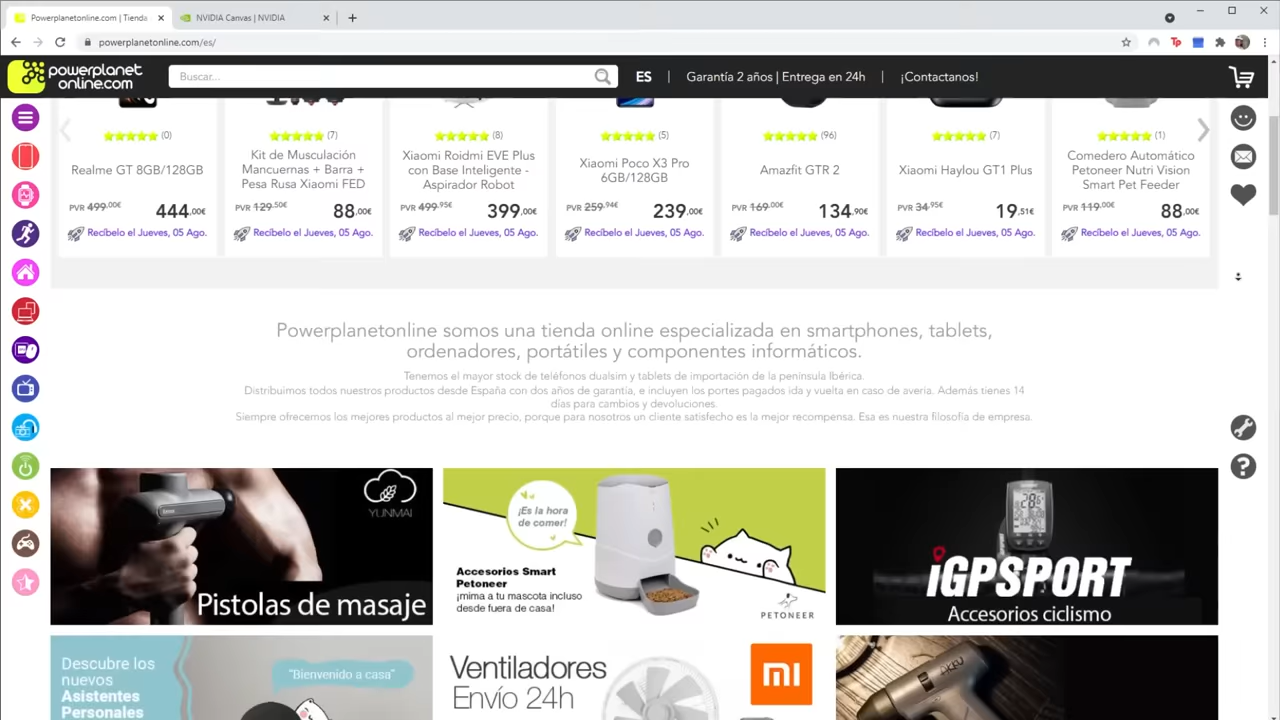 Powerplanetonline.com | Tienda
NVIDIA Canvas | NVIDIA
powerplanetonline.com/es/
Tp
powerplanet
online.com
Buscar...
ES | Garantía 2 años | Entrega en 24h | ¡Contactanos!
(0)
Realme GT 8GB/128GB
PVR 499,00€ 444,00€
Recíbelo el Jueves, 05 Ago.
(7)
Kit de Musculación
Mancuernas + Barra +
Pesa Rusa Xiaomi FED
PVR 129,50€ 88,00€
Recíbelo el Jueves, 05 Ago.
(8)
Xiaomi Roidmi EVE Plus
con Base Inteligente -
Aspirador Robot
PVR 499,95€ 399,00€
Recíbelo el Jueves, 05 Ago.
(5)
Xiaomi Poco X3 Pro
6GB/128GB
PVR 259,94€ 239,00€
Recíbelo el Jueves, 05 Ago.
(96)
Amazfit GTR 2
PVR 169,00€ 134,90€
Recíbelo el Jueves, 05 Ago.
(7)
Xiaomi Haylou GT1 Plus
PVR 34,95€ 19,51€
Recíbelo el Jueves, 05 Ago.
(1)
Comedero Automático
Petoneer Nutri Vision
Smart Pet Feeder
PVR 119,00€ 88,00€
Recíbelo el Jueves, 05 Ago.
Powerplanetonline somos una tienda online especializada en smartphones, tablets,
ordenadores, portátiles y componentes informáticos.
Tenemos el mayor stock de teléfonos dualsim y tablets de importación de la península Ibérica.
Distribuimos todos nuestros productos desde España con dos años de garantía, e incluyen los portes pagados ida y vuelta en caso de avería. Además tienes 14
días para cambios y devoluciones.
Siempre ofrecemos los mejores productos al mejor precio, porque para nosotros un cliente satisfecho es la mejor recompensa. Esa es nuestra filosofía de empresa.
YUNMAI
Pistolas de masaje
¡Es la hora
de comer!
Accesorios Smart
Petoneer
¡mima a tu mascota incluso
desde fuera de casa!
PETONEER
iGPSPORT
Accesorios ciclismo
Descubre los
nuevos
Asistentes
Personales
"Bienvenido a casa"
Ventiladores
Envío 24h
MI